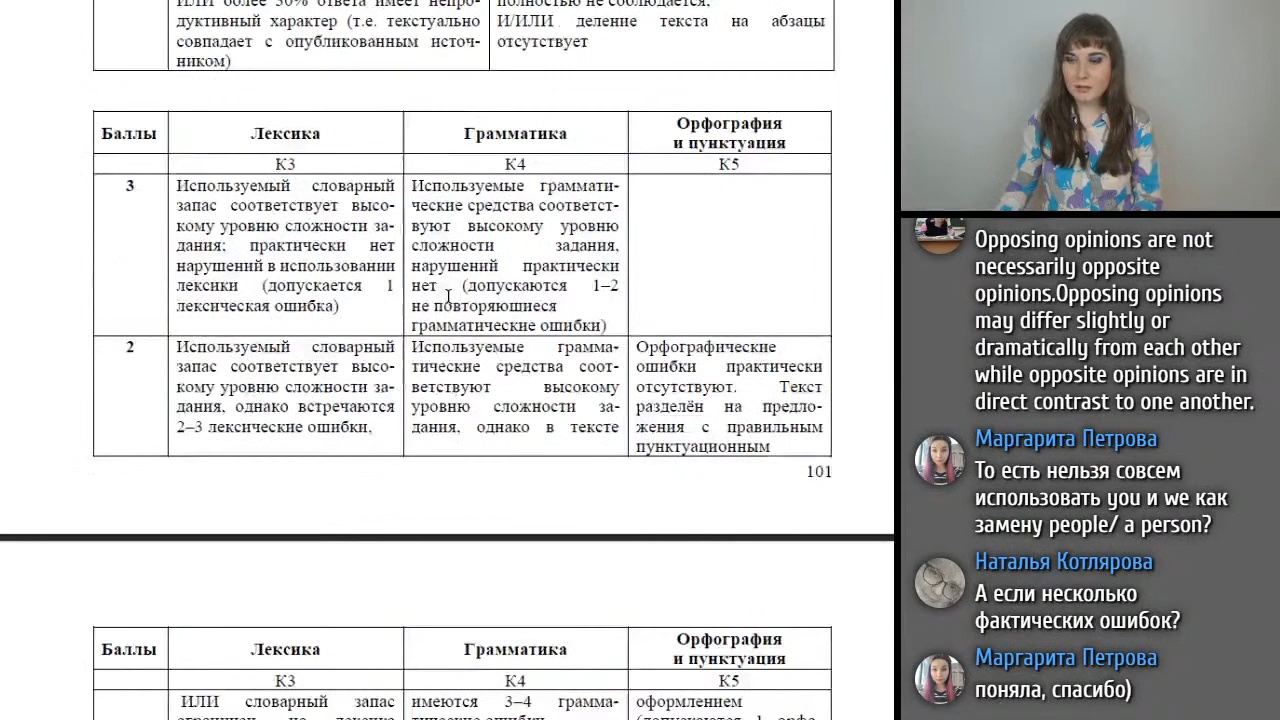 ИЛИ более 30% ответа имеет непро-
дуктивный характер (т.е. текстуально
совпадает с опубликованным источ-
ником)
полностью не соблюдается;
И/ИЛИ деление текста на абзацы
отсутствует
Баллы
Лексика
Грамматика
Орфография
и пунктуация
К3
К4
К5
3
Используемый словарный
запас соответствует высо-
кому уровню сложности за-
дания; практически нет
нарушений в использовании
лексики (допускается 1
лексическая ошибка)
Используемые граммати-
ческие средства соответст-
вуют высокому уровню
сложности задания,
нарушений практически
нет (допускаются 1–2
не повторяющиеся
грамматические ошибки)
2
Используемый словарный
запас соответствует высо-
кому уровню сложности за-
дания, однако встречаются
2–3 лексические ошибки,
Используемые грамма-
тические средства соот-
ветствуют высокому
уровню сложности за-
дания, однако в тексте
Орфографические
ошибки практически
отсутствуют. Текст
разделён на предло-
жения с правильным
пунктуационным
101
Баллы
Лексика
Грамматика
Орфография
и пунктуация
К3
К4
К5
ИЛИ словарный запас
имеются 3–4 грамма-
оформлением
Opposing opinions are not
necessarily opposite
opinions.Opposing opinions
may differ slightly or
dramatically from each other
while opposite opinions are in
direct contrast to one another.
Маргарита Петрова
То есть нельзя совсем
использовать you и we как
замену people/ a person?
Наталья Котлярова
А если несколько
фактических ошибок?
Маргарита Петрова
поняла, спасибо)